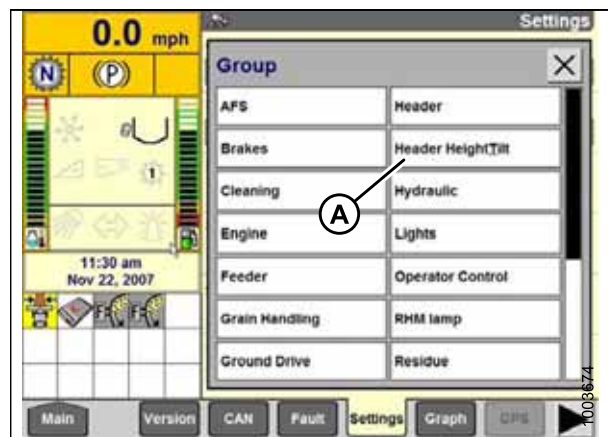 0.0 mph
Settings
N
P
1
11:30 am
Nov 22, 2007
F
F
Group
AFS
Header
Brakes
Header Height/Tilt
A
Cleaning
Hydraulic
Engine
Lights
Feeder
Operator Control
Grain Handling
RHM lamp
Ground Drive
Residue
1003674
Main
Version
CAN
Fault
Settings
Graph
GPS